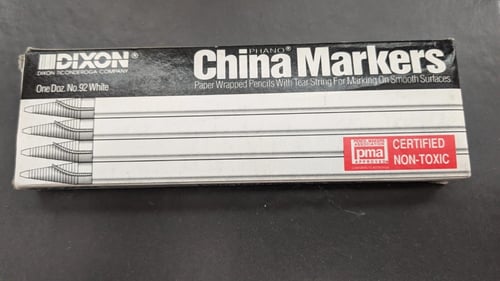 DIXON
DIXON TICONDEROGA COMPANY
PHANO®
China Markers
One Doz. No. 92 White
Paper Wrapped Pencils With Tear String For Marking On Smooth Surfaces
pma
CERTIFIED
NON-TOXIC